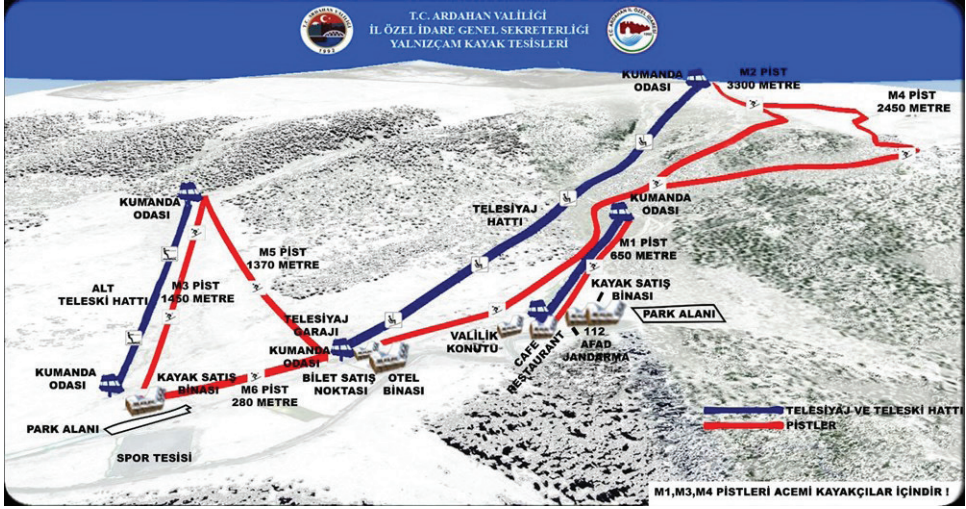 T.C. ARDAHAN VALİLİĞİ
İL ÖZEL İDARE GENEL SEKRETERLİĞİ
YALNIZÇAM KAYAK TESİSLERİ
KUMANDA
ODASI
M2 PİST
3300 METRE
M4 PİST
2450 METRE
KUMANDA
ODASI
TELESİYAJ
HATTI
KUMANDA
ODASI
M5 PİST
1370 METRE
M1 PİST
650 METRE
ALT
TELESKİ HATTI
M3 PİST
1450 METRE
KAYAK SATIŞ
BİNASI
PARK ALANI
TELESİYAJ
GARAJI
KUMANDA
ODASI
VALİLİK
KONUTU
CAFE
RESTAURANT
112
AFAD
JANDARMA
KUMANDA
ODASI
KAYAK SATIŞ
BİNASI
M6 PİST
280 METRE
BİLET SATIŞ
NOKTASI
OTEL
BİNASI
PARK ALANI
SPOR TESİSİ
TELESİYAJ VE TELESKİ HATTI
PİSTLER
M1,M3,M4 PİSTLERİ ACEMİ KAYAKÇILAR İÇİNDİR !